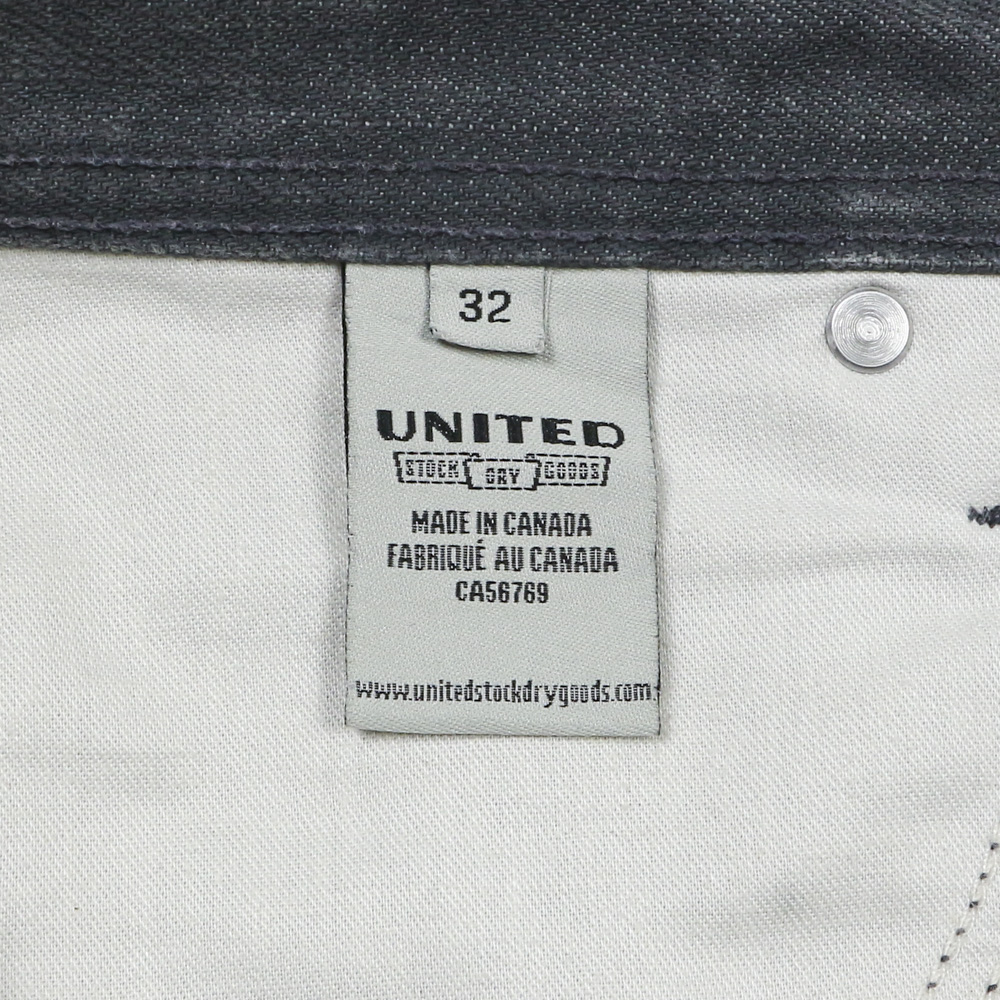 32
UNITED
STOCK DRY GOODS
MADE IN CANADA
FABRIQUÉ AU CANADA
CA56769
www.unitedstockdrygoods.com